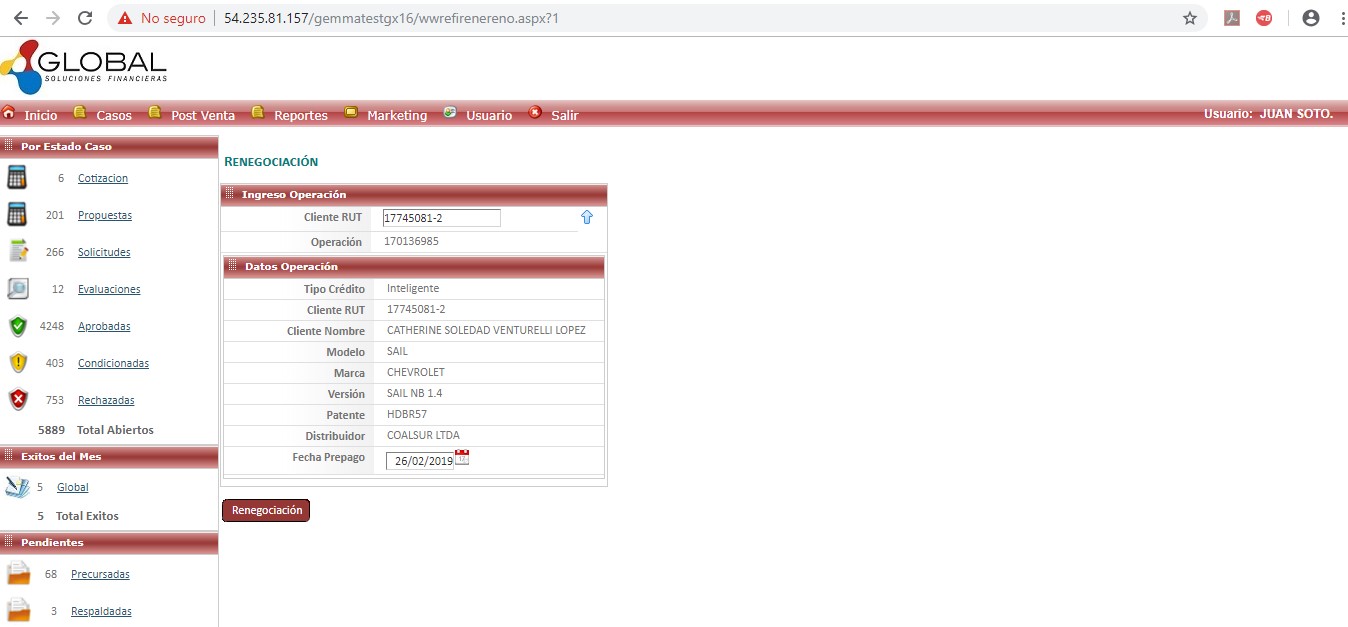 No seguro | 54.235.81.157/gemmatestgx16/wwrefirenereno.aspx?1
GLOBAL
SOLUCIONES FINANCIERAS
Inicio Casos Post Venta Reportes Marketing Usuario Salir Usuario: JUAN SOTO.
Por Estado Caso
6 Cotizacion
201 Propuestas
266 Solicitudes
12 Evaluaciones
4248 Aprobadas
403 Condicionadas
753 Rechazadas
5889 Total Abiertos
Exitos del Mes
5 Global
5 Total Exitos
Pendientes
68 Precursadas
3 Respaldadas
RENEGOCIACIÓN
Ingreso Operación
Cliente RUT 17745081-2
Operación 170136985
Datos Operación
Tipo Crédito Inteligente
Cliente RUT 17745081-2
Cliente Nombre CATHERINE SOLEDAD VENTURELLI LOPEZ
Modelo SAIL
Marca CHEVROLET
Versión SAIL NB 1.4
Patente HDBR57
Distribuidor COALSUR LTDA
Fecha Prepago 26/02/2019
Renegociación